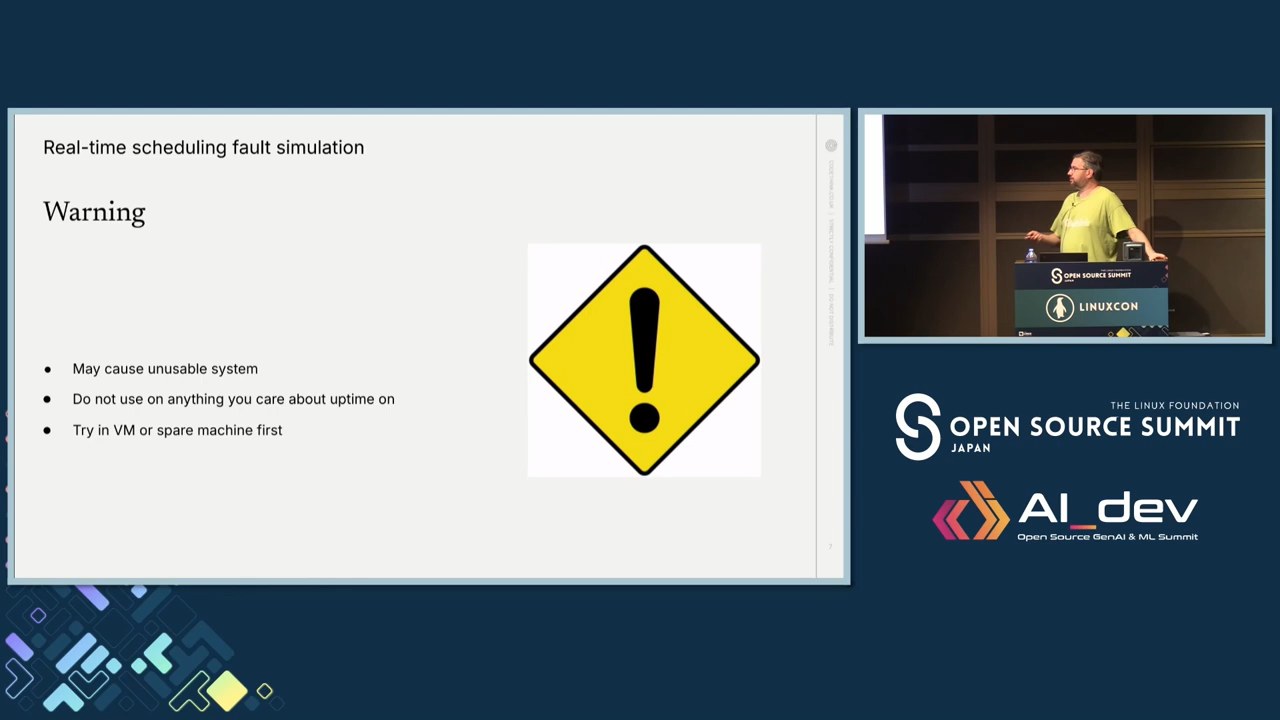 Real-time scheduling fault simulation
Warning
● May cause unusable system
● Do not use on anything you care about uptime on
● Try in VM or spare machine first
7
OPEN SOURCE SUMMIT
JAPAN
LINUXCON
THE LINUX FOUNDATION
OPEN SOURCE SUMMIT
JAPAN
AI_dev
Open Source GenAI & ML Summit